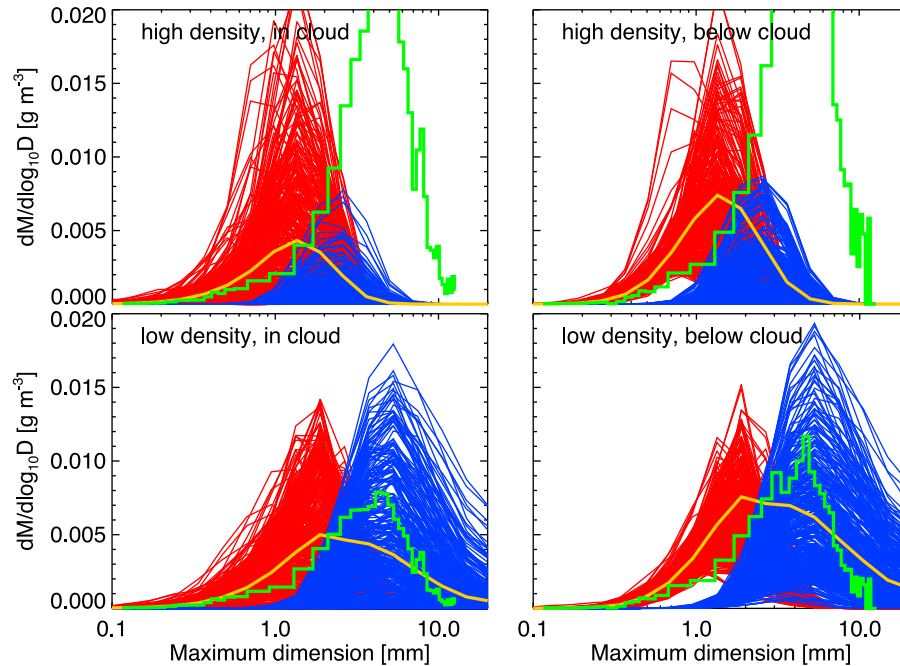 high density, in cloud
high density, below cloud
dM/dlog10D [g m-3]
0.020
0.015
0.010
0.005
0.000
low density, in cloud
low density, below cloud
dM/dlog10D [g m-3]
0.020
0.015
0.010
0.005
0.000
0.1 1.0 10.0
0.1 1.0 10.0
Maximum dimension [mm]
Maximum dimension [mm]